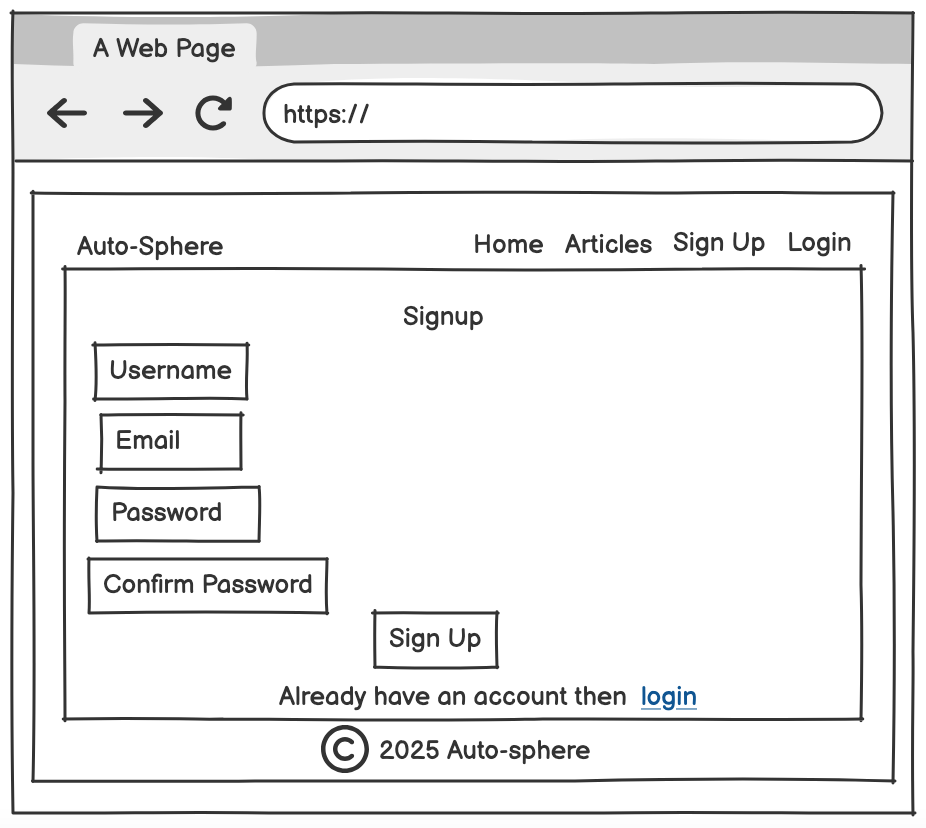 A Web Page
https://
Auto-Sphere Home Articles Sign Up Login
Signup
Username
Email
Password
Confirm Password
Sign Up
Already have an account then login
© 2025 Auto-sphere